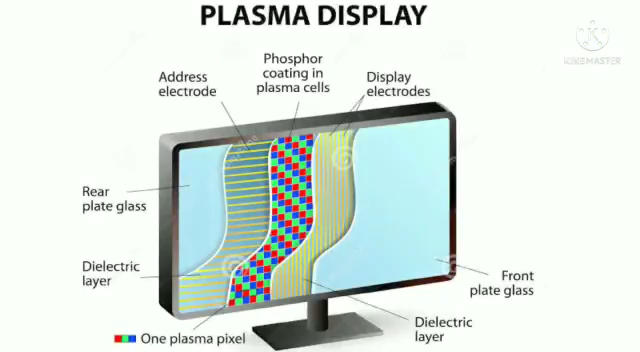 PLASMA DISPLAY
K
KINEMASTER
Phosphor
coating in
plasma cells
Address
electrode
Display
electrodes
Rear
plate glass
Dielectric
layer
Front
plate glass
Dielectric
layer
One plasma pixel